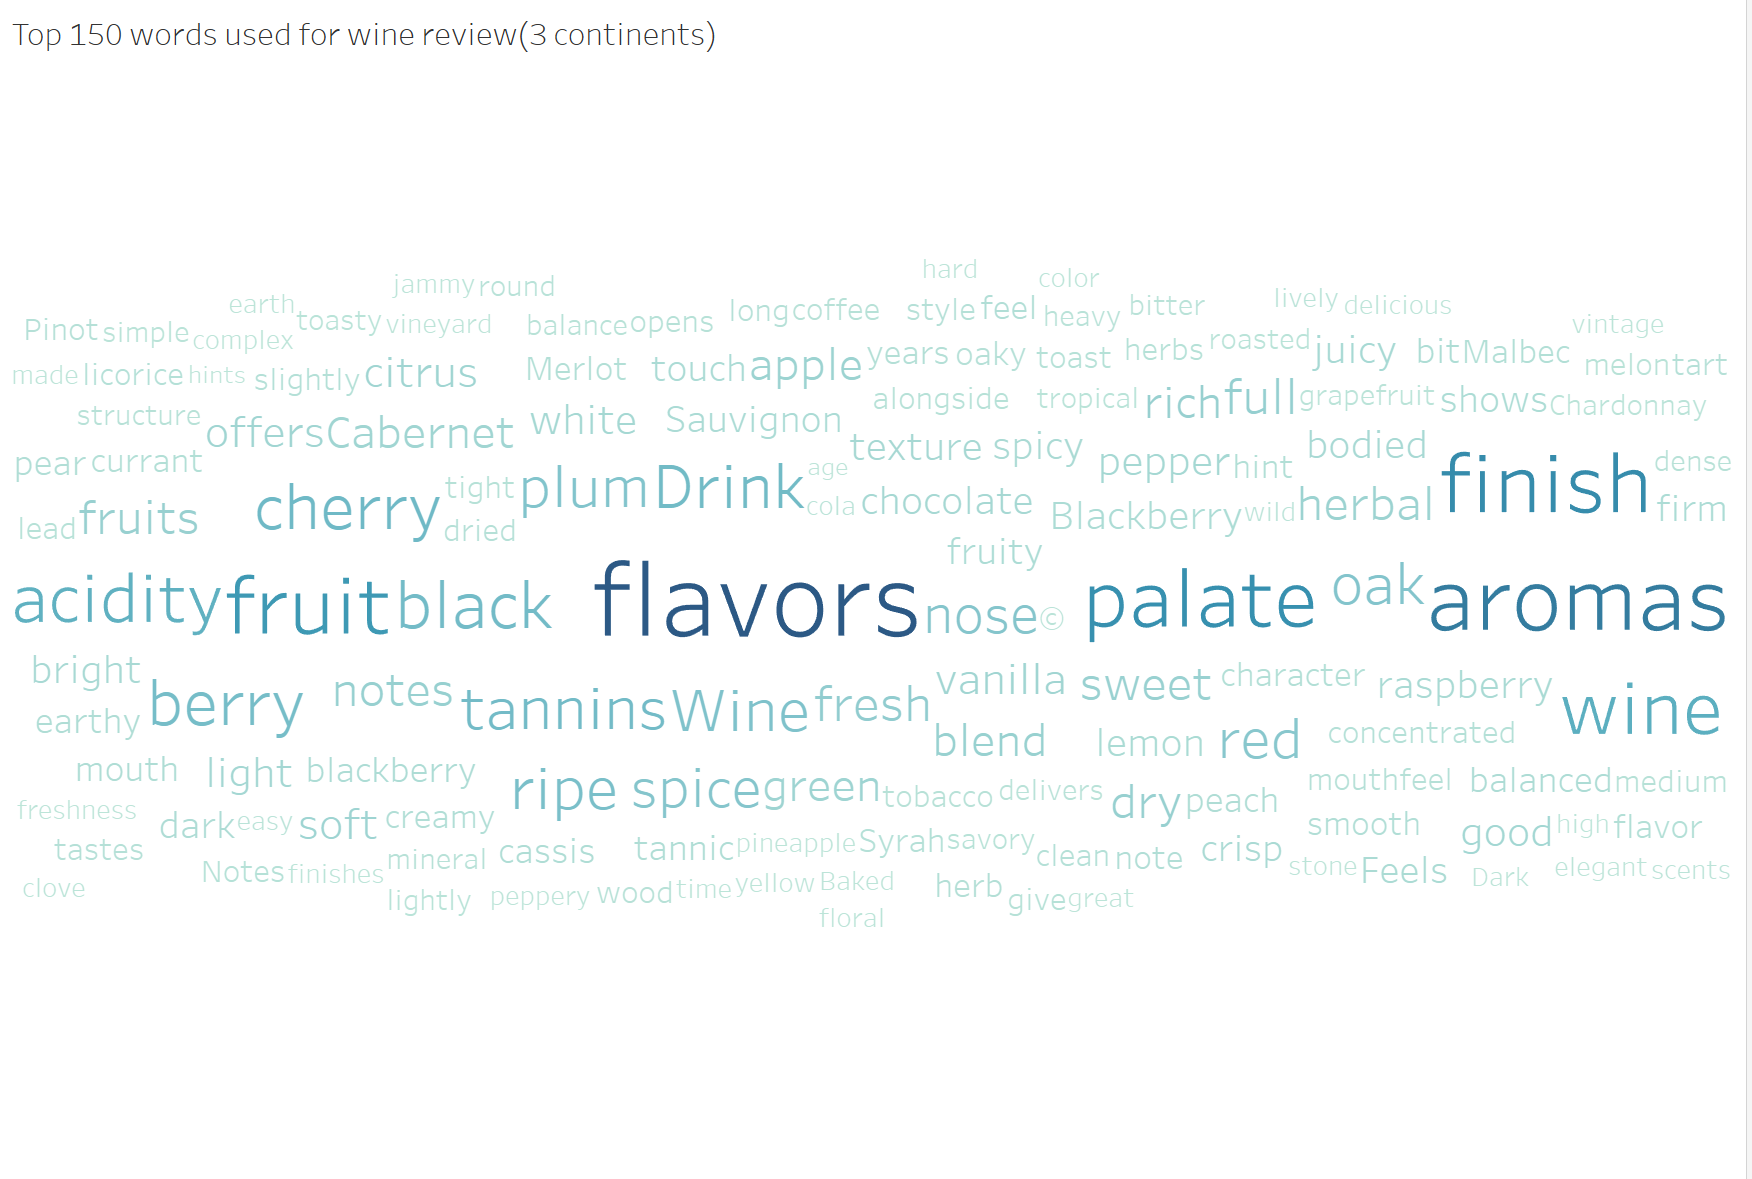 Top 150 words used for wine review(3 continents)
hard
jammy round color
earth lively delicious
Pinot simple complex toasty vineyard balance opens long coffee style feel heavy bitter vintage
made licorice hints slightly citrus Merlot touch apple years oaky toast herbs roasted juicy bit Malbec melon tart
structure offers Cabernet white Sauvignon alongside tropical rich full grapefruit shows Chardonnay
pear currant texture spicy pepper hint bodied dense
lead fruits cherry tight dried plum Drink age cola chocolate Blackberry wild herbal finish firm
fruity
acidity fruit black flavors nose © palate oak aromas
bright berry notes tannins Wine fresh vanilla sweet character raspberry wine
earthy blend lemon red concentrated
mouth light blackberry ripe spice green tobacco delivers dry peach mouthfeel balanced medium
freshness dark easy soft creamy smooth good high flavor
tastes Notes finishes mineral cassis tannic pineapple Syrah savory clean note crisp stone Feels Dark elegant scents
clove lightly peppery wood time yellow Baked herb give great
floral